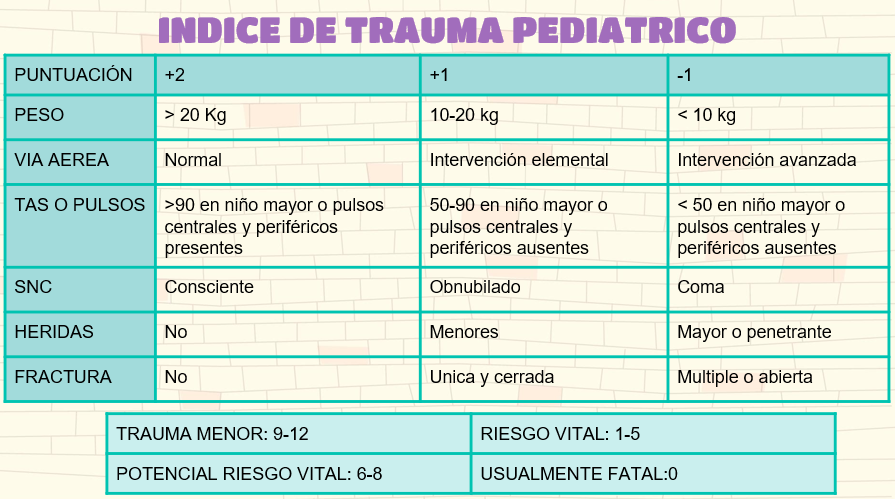 INDICE DE TRAUMA PEDIATRICO
PUNTUACIÓN +2 +1 -1
PESO > 20 Kg 10-20 kg < 10 kg
VIA AEREA Normal Intervención elemental Intervención avanzada
TAS O PULSOS >90 en niño mayor o pulsos 50-90 en niño mayor o < 50 en niño mayor o
centrales y periféricos pulsos centrales y pulsos centrales y
presentes periféricos ausentes periféricos ausentes
SNC Consciente Obnubilado Coma
HERIDAS No Menores Mayor o penetrante
FRACTURA No Unica y cerrada Multiple o abierta
TRAUMA MENOR: 9-12 RIESGO VITAL: 1-5
POTENCIAL RIESGO VITAL: 6-8 USUALMENTE FATAL:0